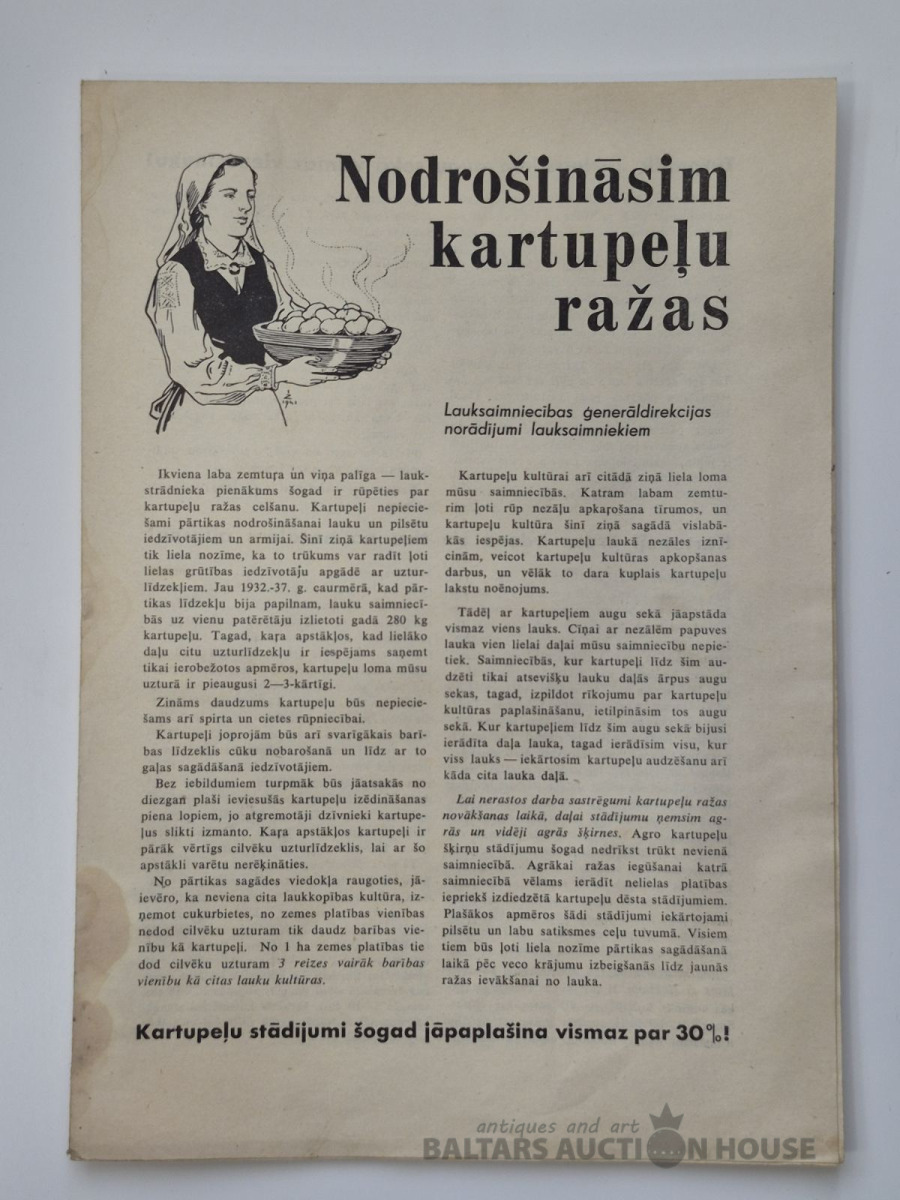 Nodrošināsim
kartupeļu
ražas
Lauksaimniecības ģenerāldirekcijas
norādijumi lauksaimniekiem
Ikviena laba zemtuŗa un viņa palīga — lauk-
strādnieka pienākums šogad ir rūpēties par
kartupeļu ražas celšanu. Kartupeļi nepiecie-
šami pārtikas nodrošināšanai lauku un pilsētu
iedzīvotājiem un armijai. Šinī ziņā kartupeļiem
tik liela nozīme, ka to trūkums var radīt ļoti
lielas grūtības iedzīvotāju apgādē ar uztur-
līdzekļiem. Jau 1932.-37. g. caurmērā, kad pār-
tikas līdzekļu bija papilnam, lauku saimniecī-
bās uz vienu patērētāju izlietoti gadā 280 kg
kartupeļu. Tagad, kaŗa apstākļos, kad lielāko
daļu citu uzturlīdzekļu ir iespējams saņemt
tikai ierobežotos apmēros, kartupeļu loma mūsu
uzturā ir pieaugusi 2—3-kārtīgi.
Zināms daudzums kartupeļu būs nepiecie-
šams arī spirta un cietes rūpniecībai.
Kartupeļi joprojām būs arī svarīgākais barī-
bas līdzeklis cūku nobarošanā un līdz ar to
gaļas sagādāšanā iedzīvotājiem.
Bez iebildumiem turpmāk būs jāatsakās no
diezgan plaši ieviesušās kartupeļu izēdināšanas
piena lopiem, jo atgremotāji dzīvnieki kartupe-
ļus slikti izmanto. Kaŗa apstākļos kartupeļi ir
pārāk vērtīgs cilvēku uzturlīdzeklis, lai ar šo
apstākli varētu nerēķināties.
No pārtikas sagādes viedokļa raugoties, jā-
ievēro, ka neviena cita laukkopības kultūra, iz-
ņemot cukurbietes, no zemes platības vienības
nedod cilvēku uzturam tik daudz barības vie-
nību kā kartupeļi. No 1 ha zemes platības tie
dod cilvēku uzturam 3 reizes vairāk barības
vienību kā citas lauku kultūras.
Kartupeļu kultūrai arī citādā ziņā liela loma
mūsu saimniecībās. Katram labam zemtu-
rim ļoti rūp nezāļu apkaŗošana tīrumos, un
kartupeļu kultūra šinī ziņā sagādā vislabā-
kās iespējas. Kartupeļu laukā nezāles iznī-
cinām, veicot kartupeļu kultūras apkopšanas
darbus, un vēlāk to dara kuplais kartupeļu
lakstu noēnojums.
Tādēļ ar kartupeļiem augu sekā jāapstāda
vismaz viens lauks. Cīņai ar nezālēm papuves
lauka vien lielai daļai mūsu saimniecību nepie-
tiek. Saimniecībās, kur kartupeļi līdz šim au-
dzēti tikai atsevišķu lauku daļās ārpus augu
sekas, tagad, izpildot rīkojumu par kartupeļu
kultūras paplašināšanu, ietilpināsim tos augu
sekā. Kur kartupeļiem līdz šim augu sekā bijusi
ierādīta daļa lauka, tagad ierādīsim visu, kur
viss lauks — iekārtosim kartupeļu audzēšanu arī
kāda cita lauka daļā.
Lai nerastos darba sastrēgumi kartupeļu ražas
novākšanas laikā, daļai stādījumu ņemsim ag-
rās un vidēji agrās šķirnes. Agro kartupeļu
šķirņu stādījumu šogad nedrīkst trūkt nevienā
saimniecībā. Agrākai ražas iegūšanai katrā
saimniecībā vēlams ierādīt nelielas platības
iepriekš izdiedzētā kartupeļu dēsta stādījumiem.
Plašākos apmēros šādi stādījumi iekārtojami
pilsētu un labu satiksmes ceļu tuvumā. Visiem
tiem būs ļoti liela nozīme pārtikas sagādāšanā
laikā pēc veco krājumu izbeigšanās līdz jaunās
ražas ievākšanai no lauka.
Kartupeļu stādījumi šogad jāpaplašina vismaz par 30%!
antiques and art
BALTARS AUCTION HOUSE